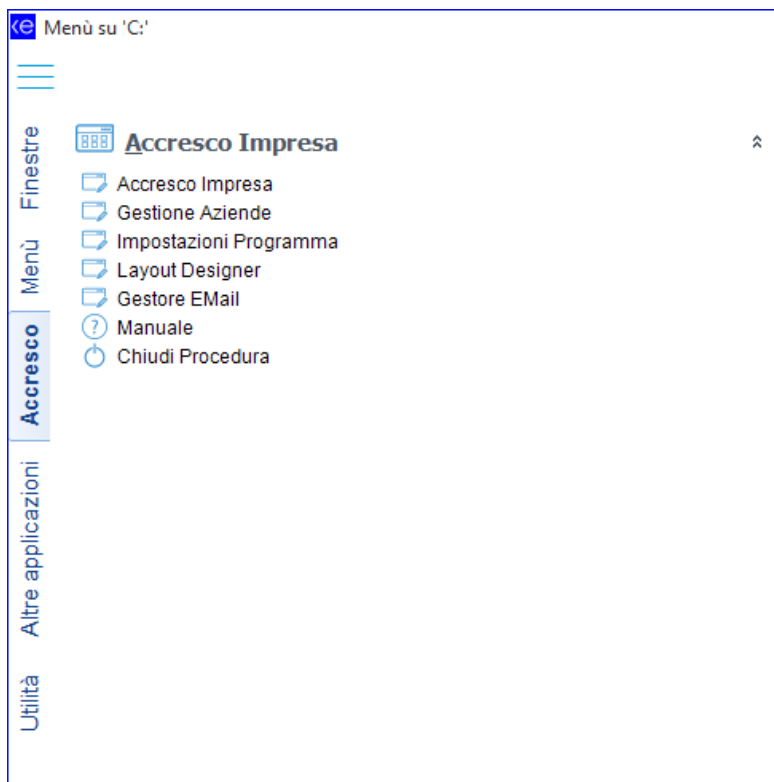 Menù su 'C:'
Finestre
Menù
Accresco
Altre applicazioni
Utilità
Accresco Impresa
Accresco Impresa
Gestione Aziende
Impostazioni Programma
Layout Designer
Gestore EMail
Manuale
Chiudi Procedura